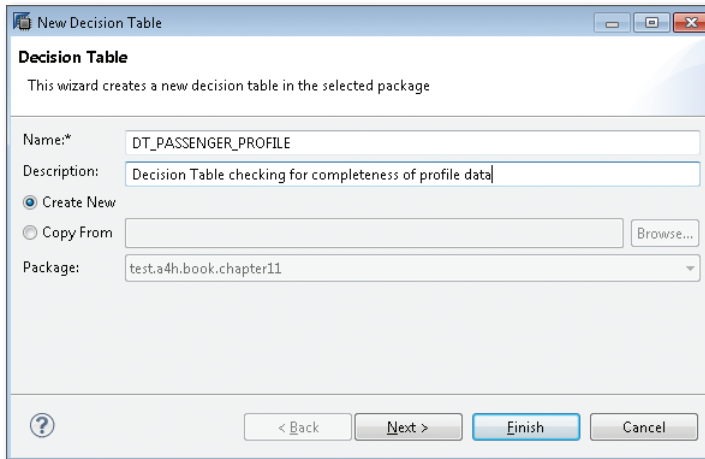 New Decision Table
Decision Table
This wizard creates a new decision table in the selected package
Name:* DT_PASSENGER_PROFILE
Description: Decision Table checking for completeness of profile data
Create New
Copy From Browse...
Package: test.a4h.book.chapter11
? < Back Next > Finish Cancel